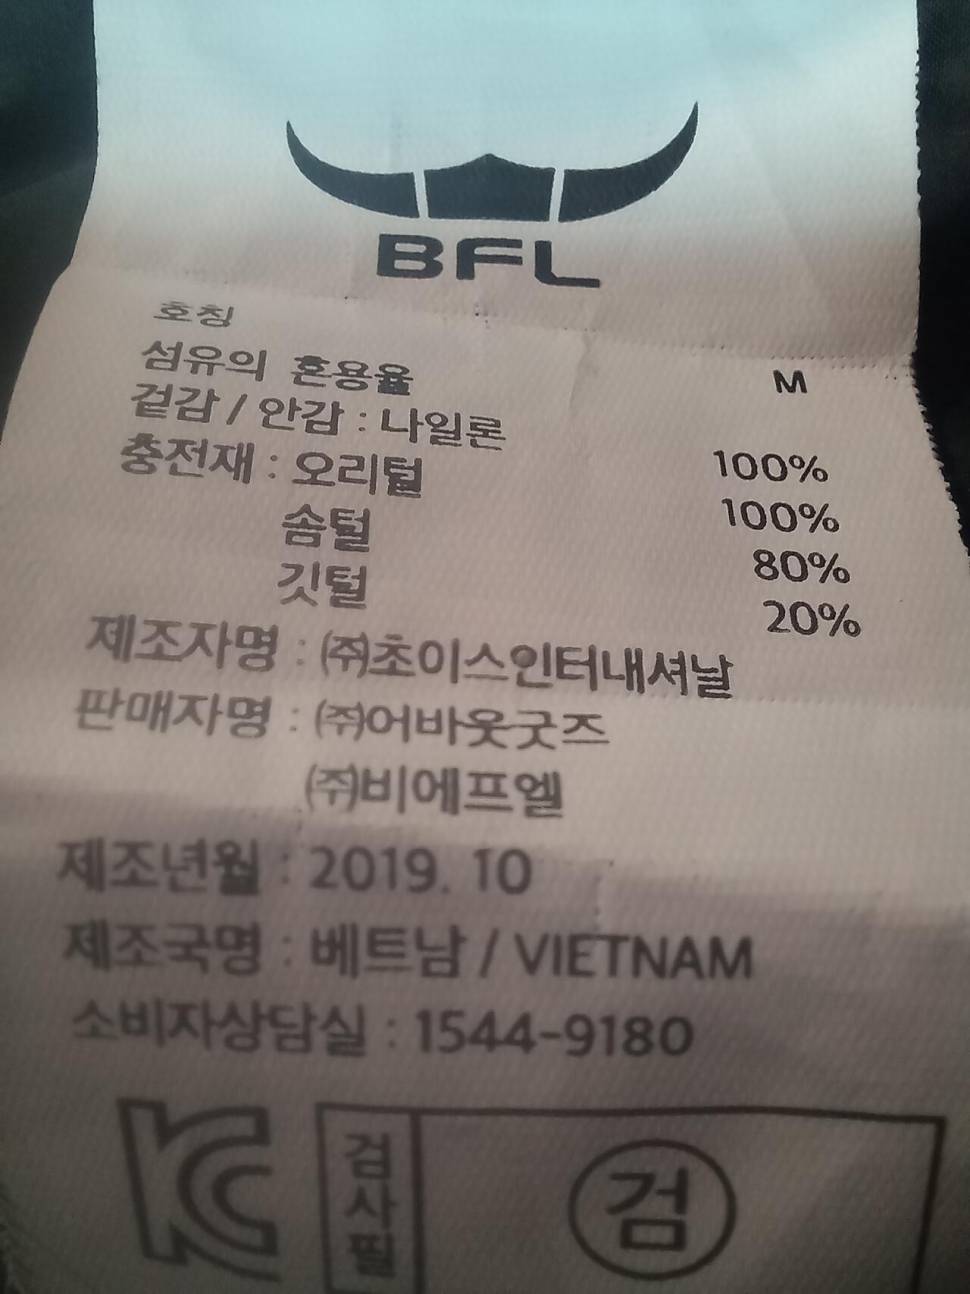 BFL
호칭 M
섬유의 혼용율
겉감 / 안감 : 나일론 100%
충전재 : 오리털 100%
솜털 80%
깃털 20%
제조자명 : ㈜초이스인터내셔날
판매자명 : ㈜어바웃굿즈
㈜비에프엘
제조년월 : 2019. 10
제조국명 : 베트남 / VIETNAM
소비자상담실 : 1544-9180
KC
검사필
검